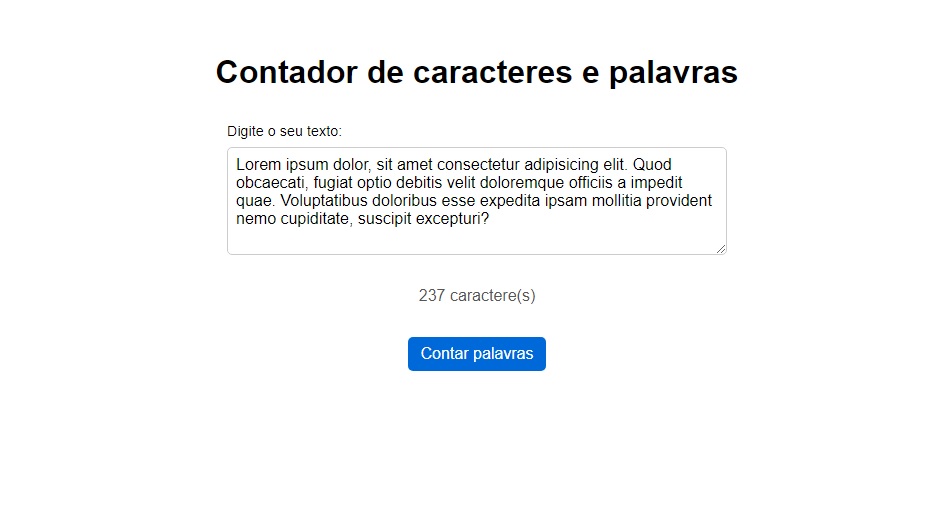 Contador de caracteres e palavras
Digite o seu texto:
Lorem ipsum dolor, sit amet consectetur adipisicing elit. Quod
obcaecati, fugiat optio debitis velit doloremque officiis a impedit
quae. Voluptatibus doloribus esse expedita ipsam mollitia provident
nemo cupiditate, suscipit excepturi?
237 caractere(s)
Contar palavras